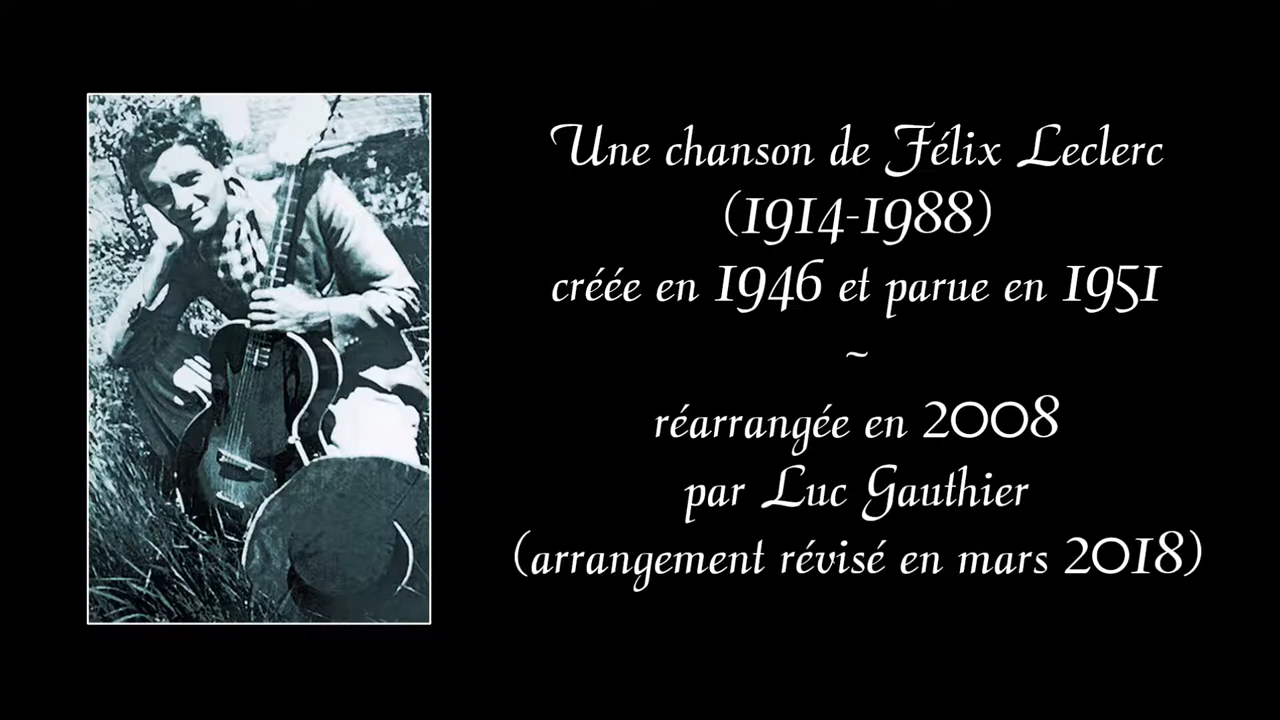 Une chanson de Félix Leclerc
(1914-1988)
créée en 1946 et parue en 1951
~
réarrangée en 2008
par Luc Gauthier
(arrangement révisé en mars 2018)